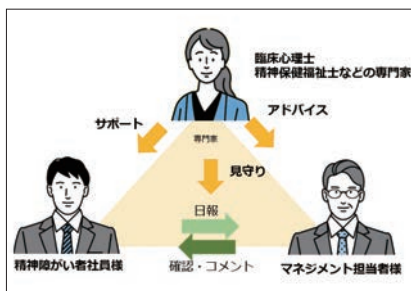 臨床心理士
精神保健福祉士などの専門家
サポート
アドバイス
専門家
見守り
日報
確認・コメント
精神障がい者社員様
マネジメント担当者様